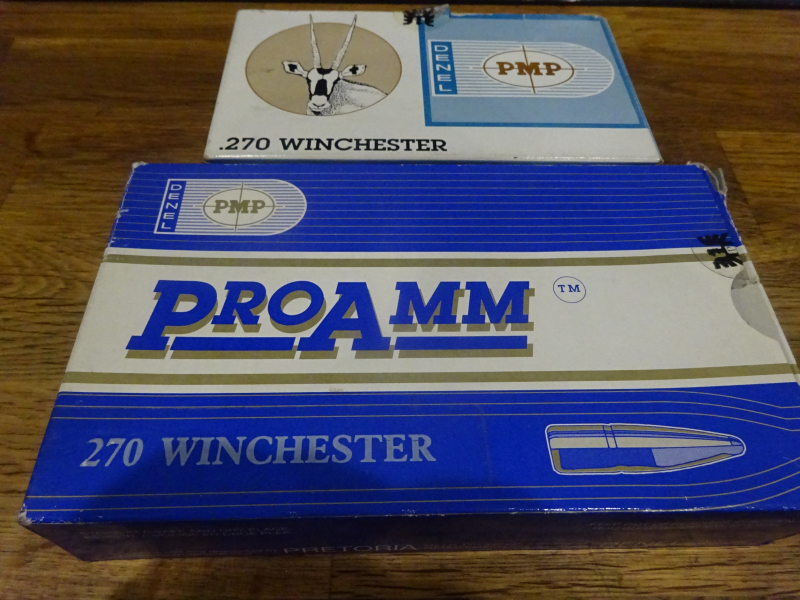 DENEL
PMP
.270 WINCHESTER
DENEL
PMP
PROAMM
TM
270 WINCHESTER
PRETORIA